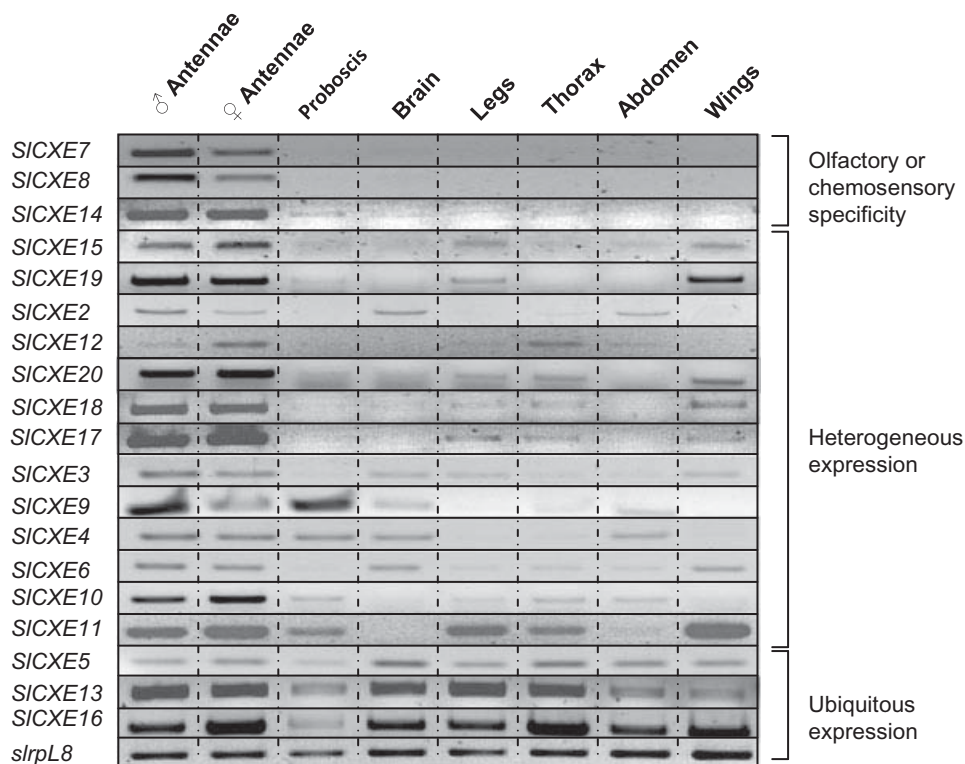 ♂ Antennae
♀ Antennae
Proboscis
Brain
Legs
Thorax
Abdomen
Wings
SlCXE7
SlCXE8
SlCXE14
SlCXE15
SlCXE19
SlCXE2
SlCXE12
SlCXE20
SlCXE18
SlCXE17
SlCXE3
SlCXE9
SlCXE4
SlCXE6
SlCXE10
SlCXE11
SlCXE5
SlCXE13
SlCXE16
slrpL8
Olfactory or
chemosensory
specificity
Heterogeneous
expression
Ubiquitous
expression